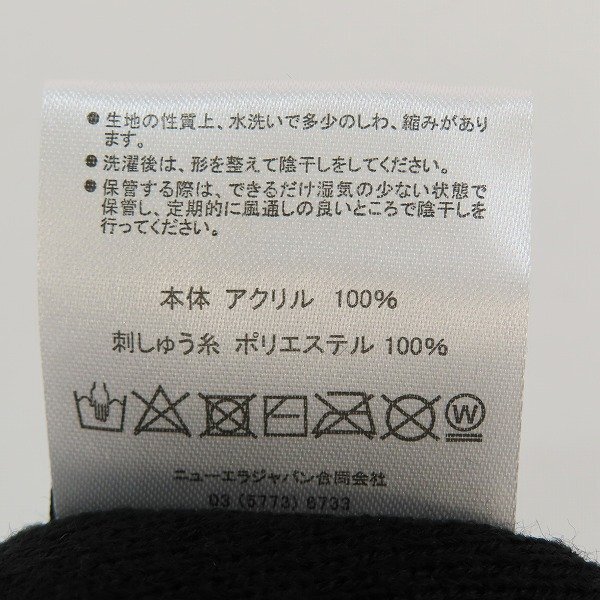 ● 生地の性質上、水洗いで多少のしわ、縮みがあり
ます。
● 洗濯後は、形を整えて陰干しをしてください。
● 保管する際は、できるだけ湿気の少ない状態で
保管し、定期的に風通しの良いところで陰干しを
行ってください。
本体 アクリル 100%
刺しゅう糸 ポリエステル 100%
W
ニューエラジャパン合同会社
03 (5773) 8733